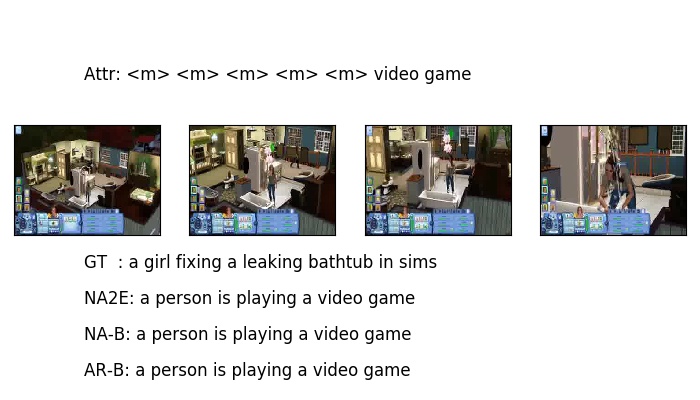 Attr: <m> <m> <m> <m> <m> video game
GT  : a girl fixing a leaking bathtub in sims
NA2E: a person is playing a video game
NA-B: a person is playing a video game
AR-B: a person is playing a video game